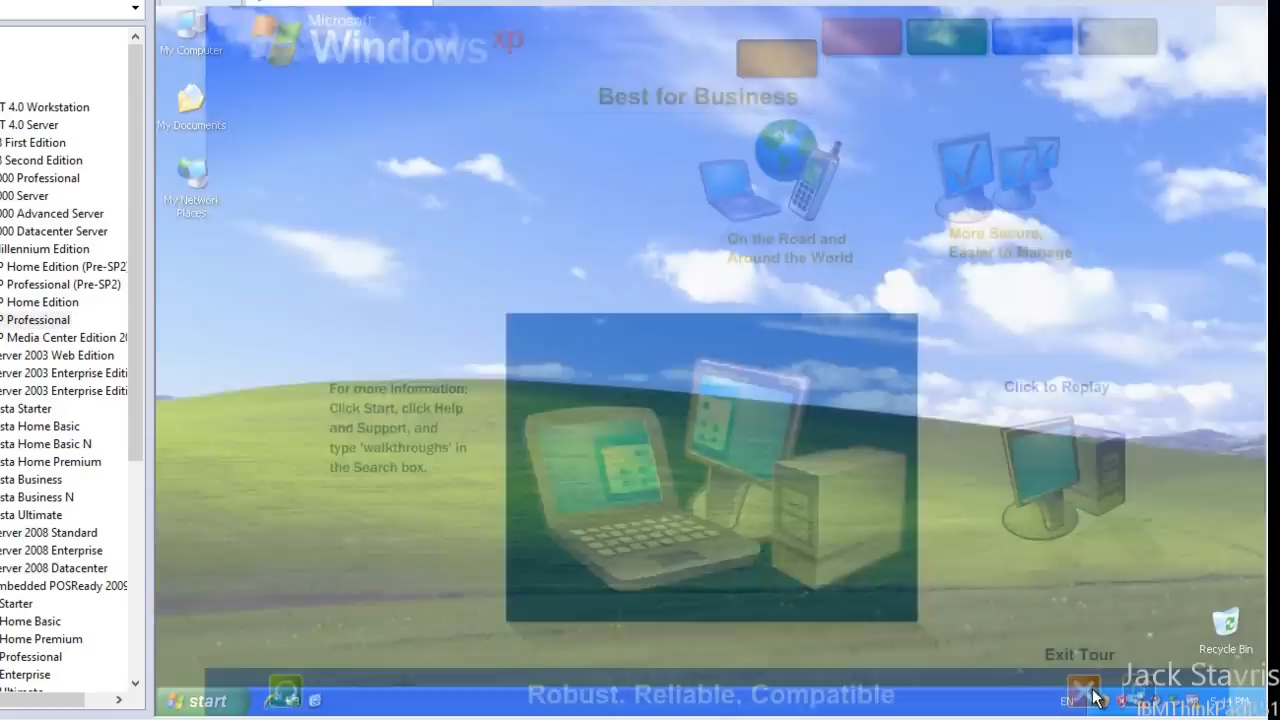 T 4.0 Workstation
T 4.0 Server
First Edition
Second Edition
000 Professional
000 Server
000 Advanced Server
000 Datacenter Server
illennium Edition
P Home Edition (Pre-SP2)
P Professional (Pre-SP2)
P Home Edition
P Professional
P Media Center Edition 20
erver 2003 Web Edition
erver 2003 Enterprise Editi
erver 2003 Enterprise Editi
sta Starter
sta Home Basic
sta Home Basic N
sta Home Premium
sta Business
sta Business N
sta Ultimate
erver 2008 Standard
erver 2008 Enterprise
erver 2008 Datacenter
mbedded POSReady 2009
Starter
Home Basic
Home Premium
Professional
Enterprise
Ultimate
My Computer
My Documents
My Network
Places
Microsoft
Windows xp
Best for Business
On the Road and
Around the World
More Secure,
Easier to Manage
For more information:
Click Start, click Help
and Support, and
type 'walkthroughs' in
the Search box.
Click to Replay
Recycle Bin
Exit Tour
Jack Stavris
start
Robust. Reliable. Compatible
EN
5:14 PM